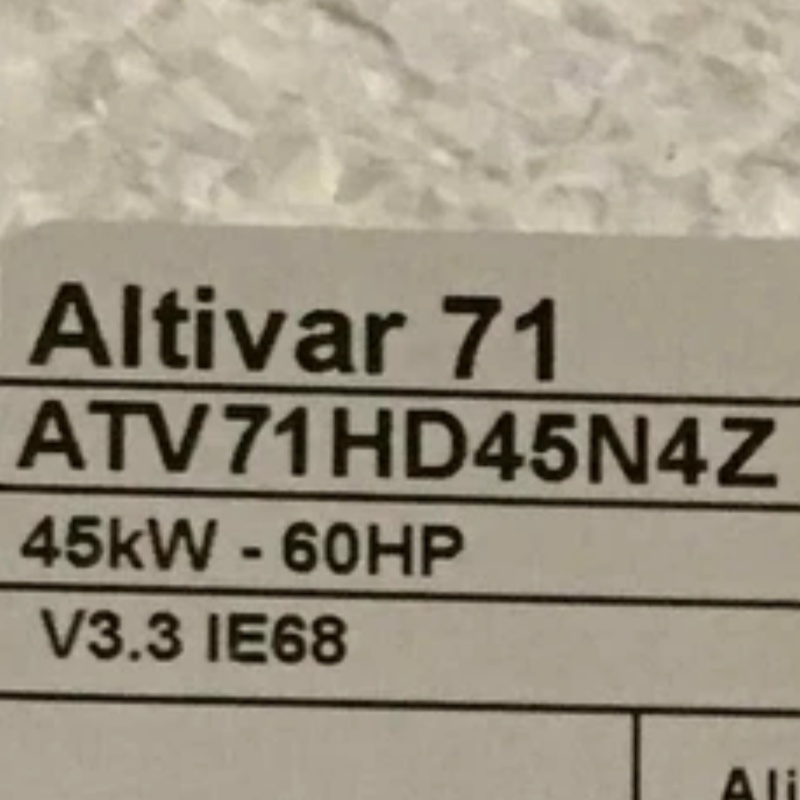 Altivar 71
ATV71HD45N4Z
45kW - 60HP
V3.3 IE68